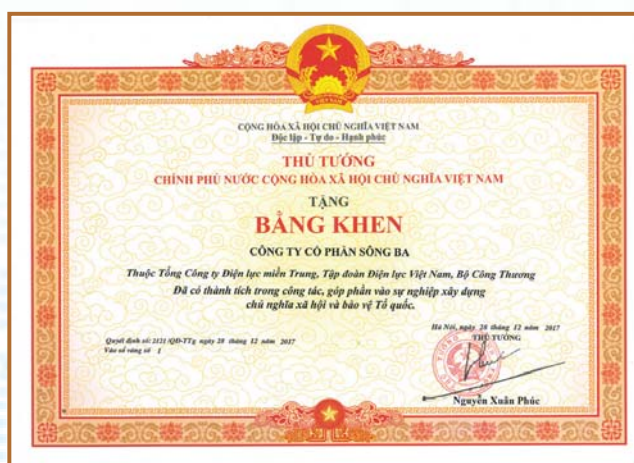 VIỆT NAM
CỘNG HÒA XÃ HỘI CHỦ NGHĨA VIỆT NAM
Độc lập - Tự do - Hạnh phúc
THỦ TƯỚNG
CHÍNH PHỦ NƯỚC CỘNG HÒA XÃ HỘI CHỦ NGHĨA VIỆT NAM
TẶNG
BẰNG KHEN
CÔNG TY CỔ PHẦN SÔNG BA
Thuộc Tổng Công ty Điện lực miền Trung, Tập đoàn Điện lực Việt Nam, Bộ Công Thương
Đã có thành tích trong công tác, góp phần vào sự nghiệp xây dựng
chủ nghĩa xã hội và bảo vệ Tổ quốc.
Quyết định số: 2121 /QĐ-TTg ngày 28 tháng 12 năm 2017
Vào sổ vàng số 1
Hà Nội, ngày 28 tháng 12 năm 2017
THỦ TƯỚNG
Nguyễn Xuân Phúc